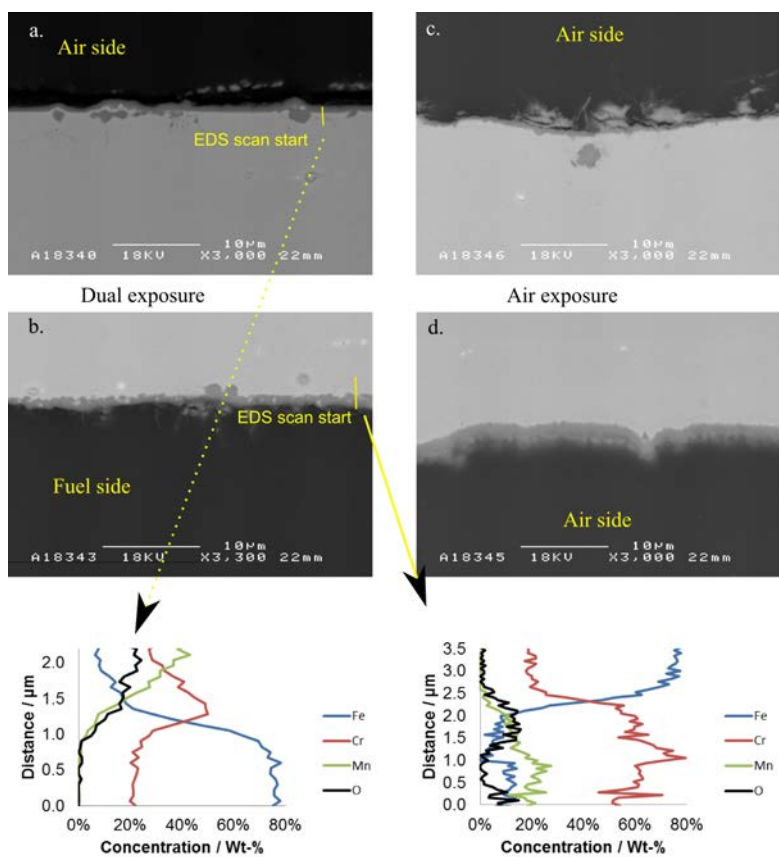 a.
Air side
EDS scan start
10µm
A18340 18KV X3,000 22mm
c.
Air side
10µm
A18346 18KV X3,000 22mm
Dual exposure
Air exposure
b.
EDS scan start
Fuel side
10µm
A18343 18KV X3,300 22mm
d.
Air side
10µm
A18345 18KV X3,000 22mm
Distance / µm
2.0
1.5
1.0
0.5
0.0
0% 20% 40% 60% 80%
Concentration / Wt-%
Fe
Cr
Mn
O
Distance / µm
3.5
3.0
2.5
2.0
1.5
1.0
0.5
0.0
0% 20% 40% 60% 80%
Concentration / Wt-%
Fe
Cr
Mn
O